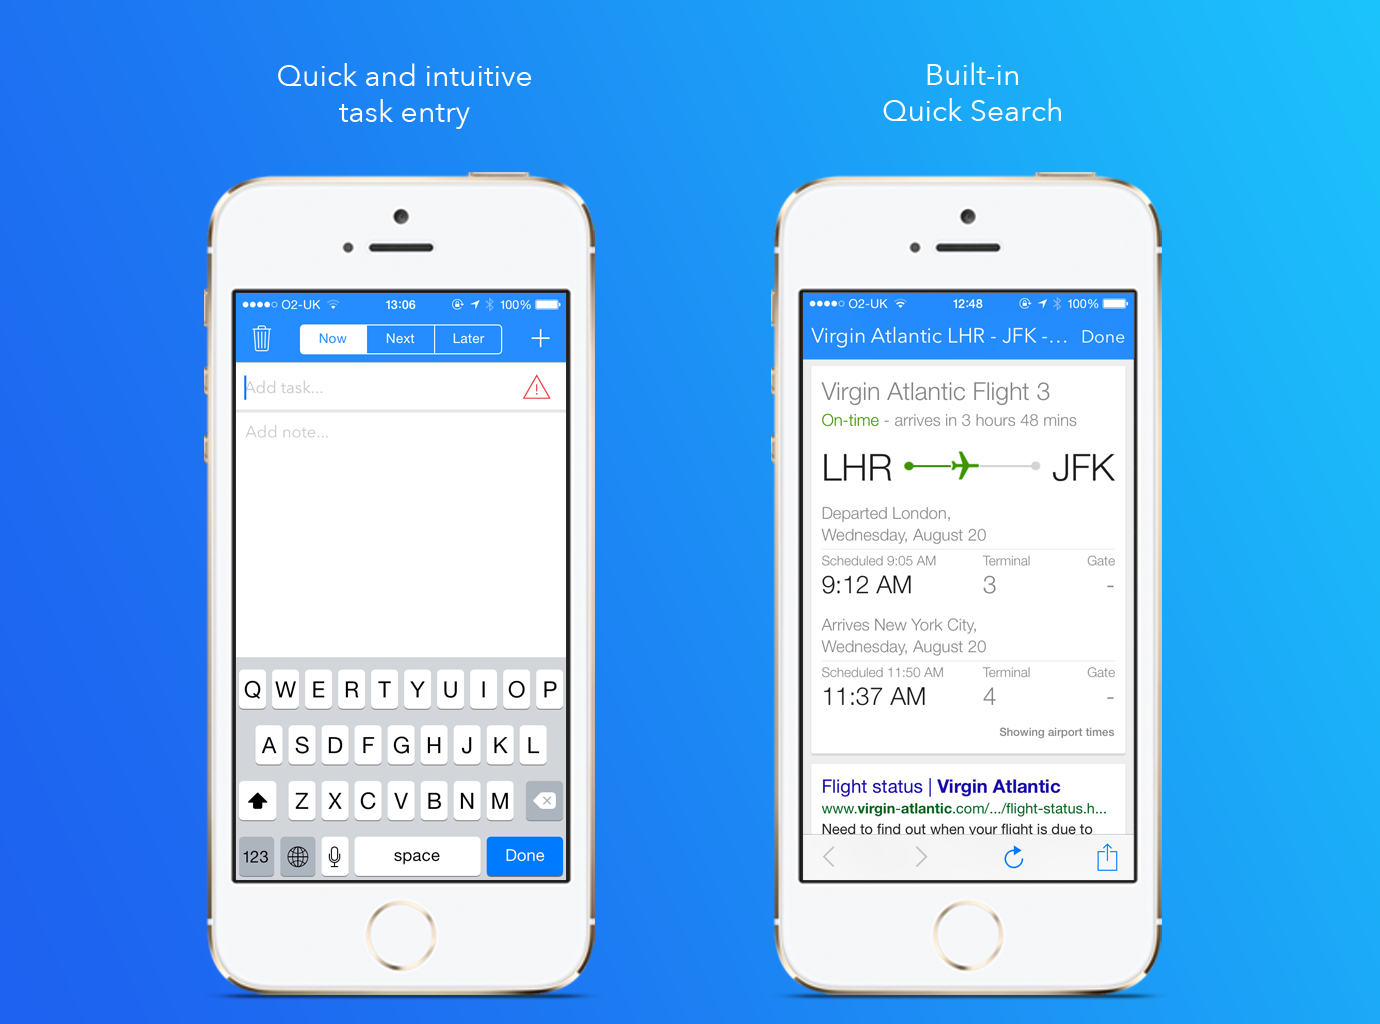 Quick and intuitive
task entry
O2-UK
13:06
100%
Now
Next
Later
Add task...
Add note...
Q W E R T Y U I O P
A S D F G H J K L
Z X C V B N M
123
space
Done
Built-in
Quick Search
O2-UK
12:48
100%
Virgin Atlantic LHR - JFK -...
Done
Virgin Atlantic Flight 3
On-time - arrives in 3 hours 48 mins
LHR
JFK
Departed London,
Wednesday, August 20
Scheduled 9:05 AM Terminal Gate
9:12 AM 3 -
Arrives New York City,
Wednesday, August 20
Scheduled 11:50 AM Terminal Gate
11:37 AM 4 -
Showing airport times
Flight status | Virgin Atlantic
www.virgin-atlantic.com/.../flight-status.h...
Need to find out when your flight is due to